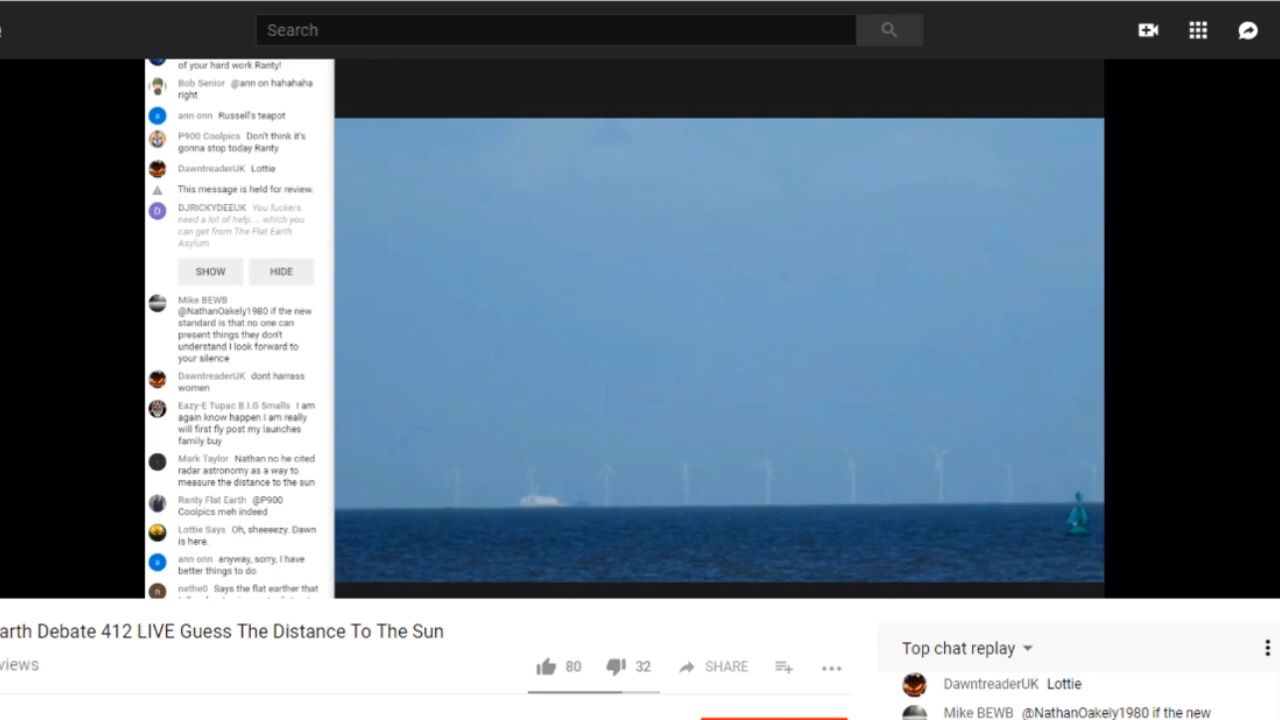 Search
of your hard work Ranty!
Bob Senior @ann on hahahaha
right
a
ann onn Russell's teapot
P900 Coolpics Don't think it's
gonna stop today Ranty
DawntreaderUK Lottie
This message is held for review.
D
DJRICKYDEEUK You fuckers
need a lot of help.... which you
can get from The Flat Earth
Asylum
SHOW HIDE
Mike BEWB
@NathanOakely1980 if the new
standard is that no one can
present things they don't
understand I look forward to
your silence
DawntreaderUK dont harrass
women
Eazy-E Tupac B.I.G Smalls I am
again know happen I am really
will first fly post my launches
family buy
Mark Taylor Nathan no he cited
radar astronomy as a way to
measure the distance to the sun
Ranty Flat Earth @P900
Coolpics meh indeed
Lottie Says Oh, sheeeezy. Dawn
is here.
a
ann onn anyway, sorry, I have
better things to do
n
nethe0 Says the flat earther that
arth Debate 412 LIVE Guess The Distance To The Sun
views
80 32 SHARE
Top chat replay
DawntreaderUK Lottie
Mike BEWB @NathanOakely1980 if the new